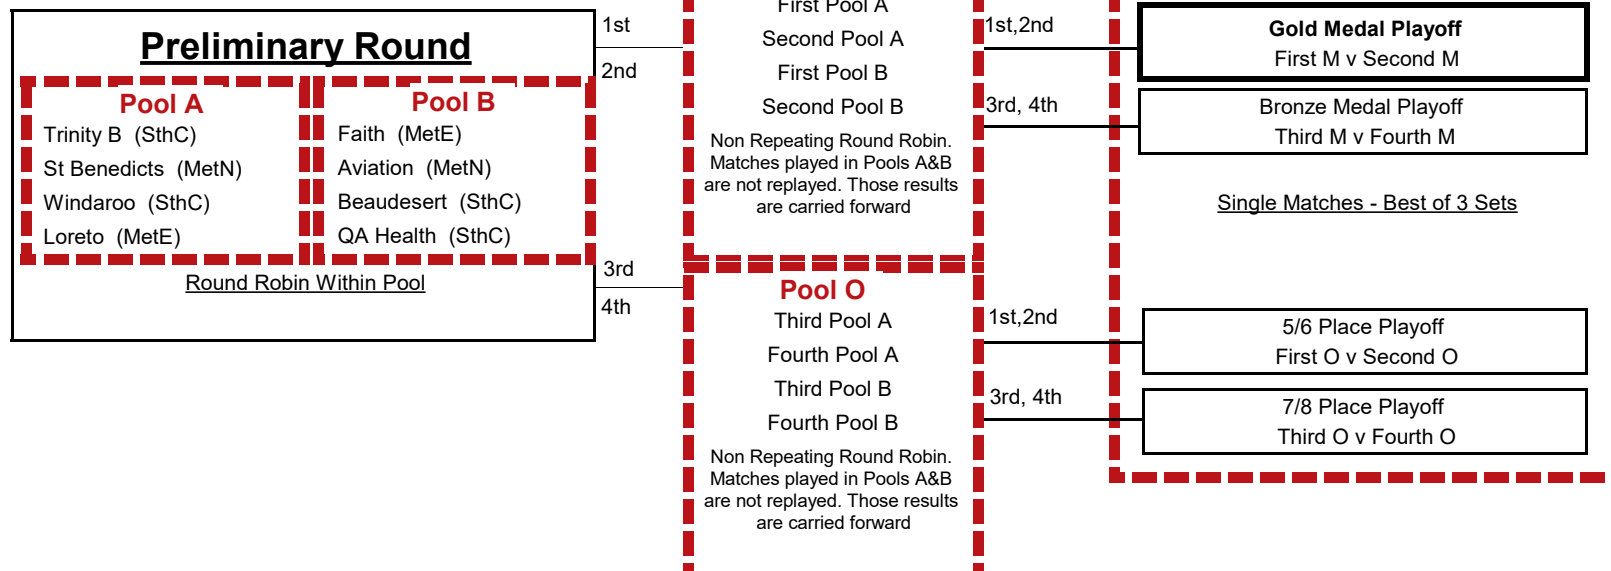 Preliminary Round
Pool A
Trinity B (SthC)
St Benedicts (MetN)
Windaroo (SthC)
Loreto (MetE)
Pool B
Faith (MetE)
Aviation (MetN)
Beaudesert (SthC)
QA Health (SthC)
Round Robin Within Pool
1st
2nd
3rd
4th
First Pool A
Second Pool A
First Pool B
Second Pool B
Non Repeating Round Robin.
Matches played in Pools A&B
are not replayed. Those results
are carried forward
Pool O
Third Pool A
Fourth Pool A
Third Pool B
Fourth Pool B
Non Repeating Round Robin.
Matches played in Pools A&B
are not replayed. Those results
are carried forward
1st,2nd
3rd, 4th
1st,2nd
3rd, 4th
Gold Medal Playoff
First M v Second M
Bronze Medal Playoff
Third M v Fourth M
Single Matches - Best of 3 Sets
5/6 Place Playoff
First O v Second O
7/8 Place Playoff
Third O v Fourth O